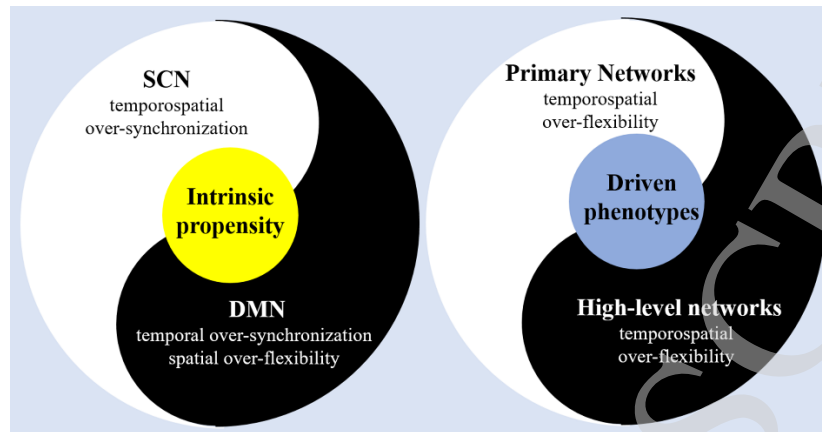 SCN
temporospatial
over-synchronization
Intrinsic
propensity
DMN
temporal over-synchronization
spatial over-flexibility
Primary Networks
temporospatial
over-flexibility
Driven
phenotypes
High-level networks
temporospatial
over-flexibility